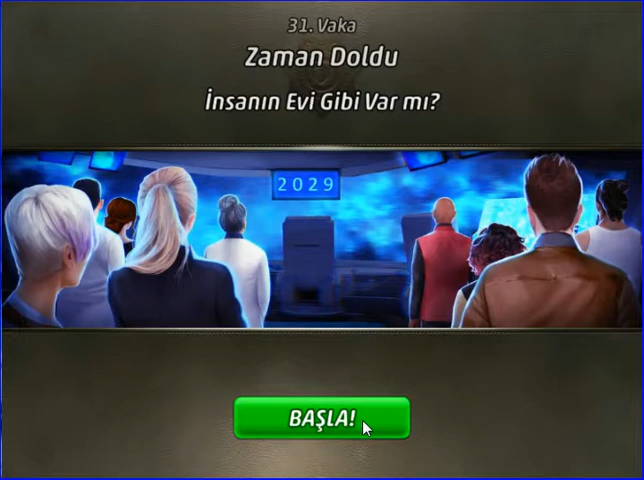 31. Vaka
Zaman Doldu
İnsanın Evi Gibi Var mı?
2029
BAŞLA!